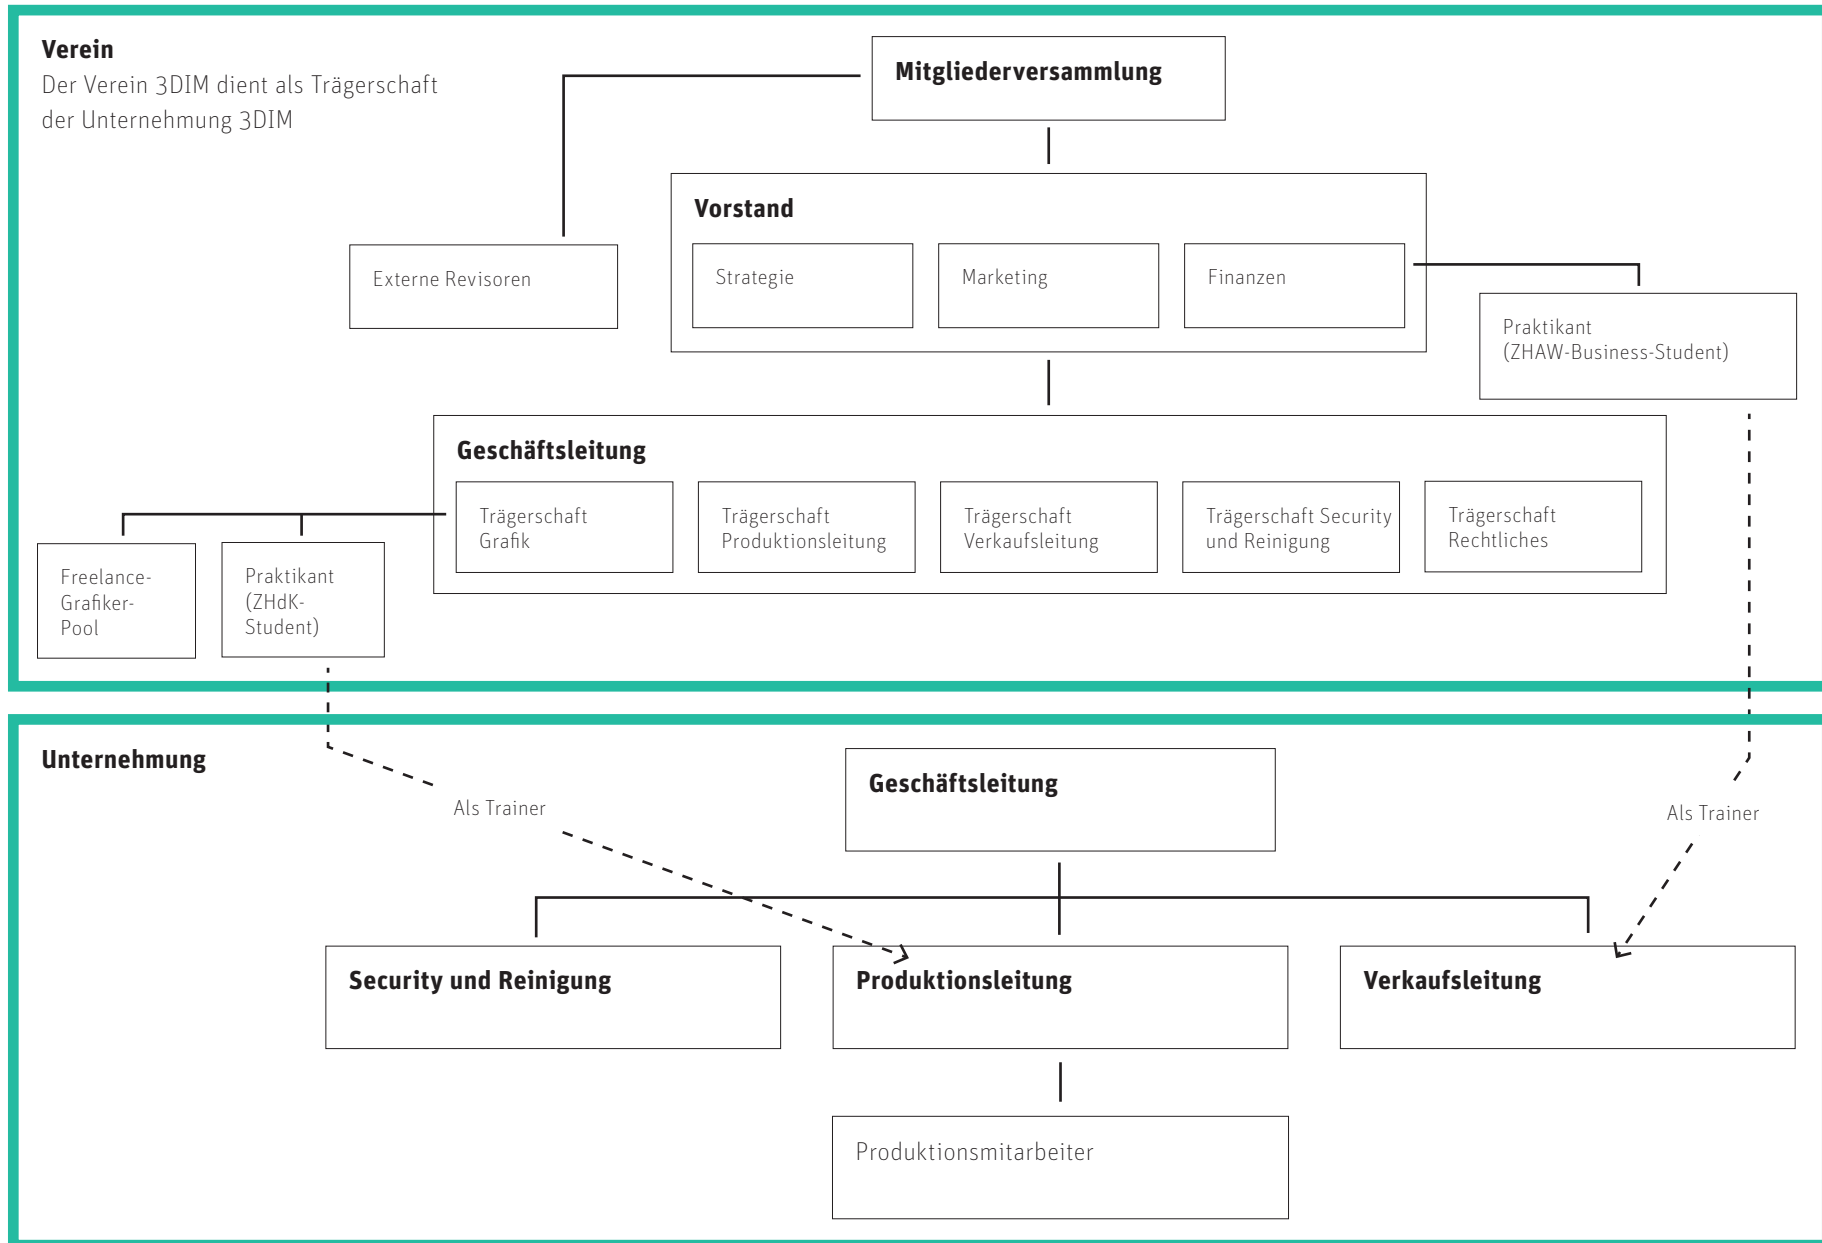 Verein
Der Verein 3DIM dient als Trägerschaft
der Unternehmung 3DIM
Mitgliederversammlung
Vorstand
Externe Revisoren
Strategie
Marketing
Finanzen
Praktikant
(ZHAW-Business-Student)
Geschäftsleitung
Trägerschaft
Grafik
Trägerschaft
Produktionsleitung
Trägerschaft
Verkaufsleitung
Trägerschaft Security
und Reinigung
Trägerschaft
Rechtliches
Freelance-
Grafiker-
Pool
Praktikant
(ZHdK-
Student)
Unternehmung
Geschäftsleitung
Als Trainer
Als Trainer
Security und Reinigung
Produktionsleitung
Verkaufsleitung
Produktionsmitarbeiter